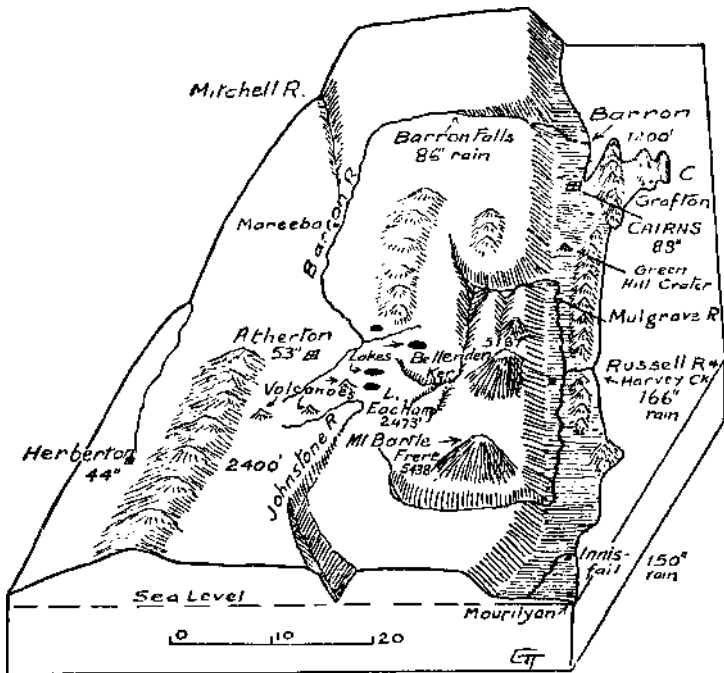 Mitchell R.
Barron
1200'
Barron Falls
86" rain
C
Grafton
CAIRNS
88"
Mareeba
Barron R.
Green
Hill Crater
Mulgrave R
Atherton
53"
Lakes
5187
Bellenden
Ker
Volcanoes
L.
Eacham
2473'
Russell R &
Harvey Ck
166"
rain
Herberton
44"
2400'
Johnstone R
Mt Bartle
Frere
5438
Innis-
fail
150"
rain
Sea Level
Mourilyan
0 10 20